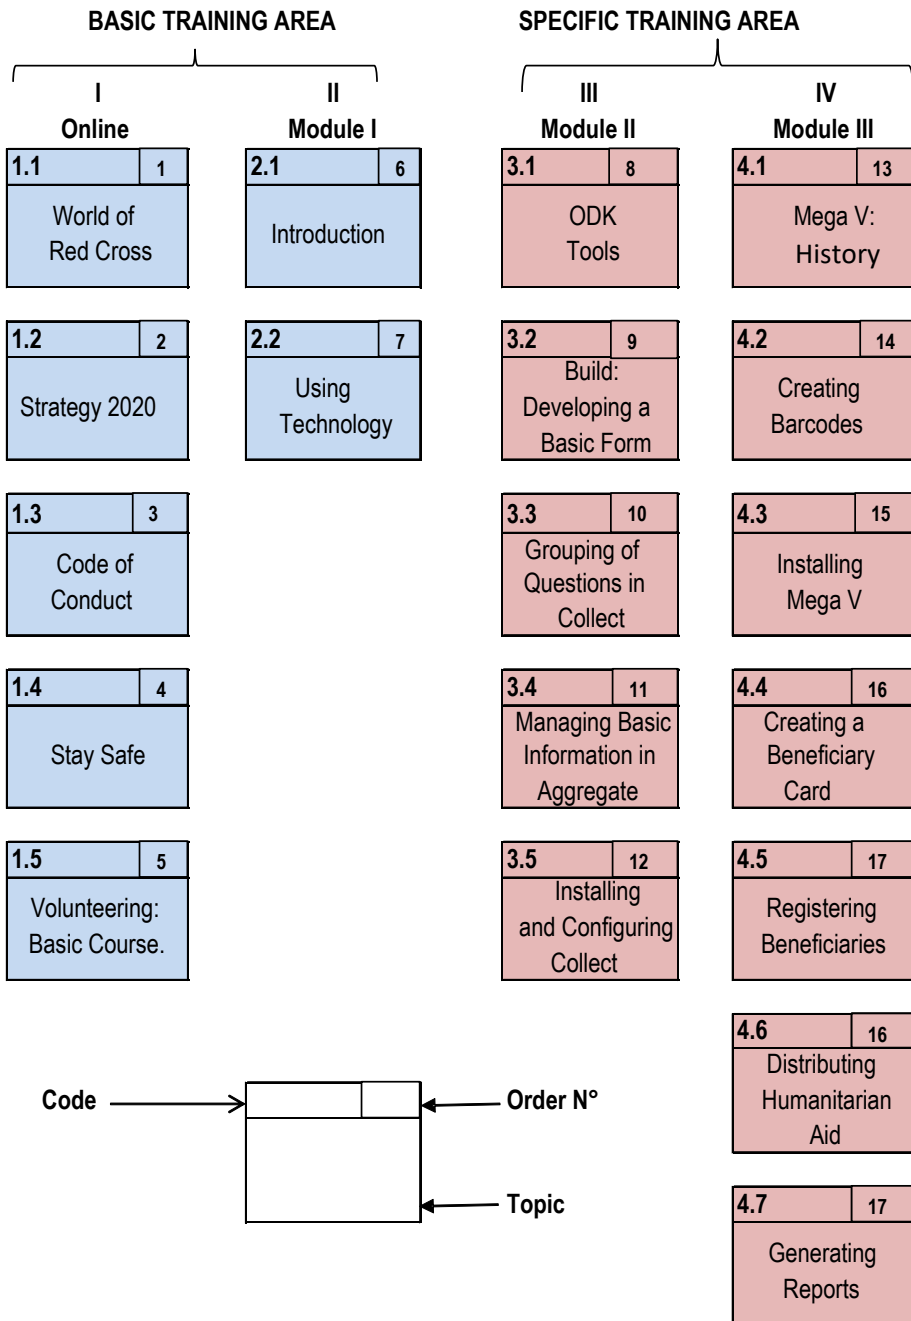 BASIC TRAINING AREA
SPECIFIC TRAINING AREA
I
Online
II
Module I
III
Module II
IV
Module III
1.1 1
World of
Red Cross
2.1 6
Introduction
3.1 8
ODK
Tools
4.1 13
Mega V:
History
1.2 2
Strategy 2020
2.2 7
Using
Technology
3.2 9
Build:
Developing a
Basic Form
4.2 14
Creating
Barcodes
1.3 3
Code of
Conduct
3.3 10
Grouping of
Questions in
Collect
4.3 15
Installing
Mega V
1.4 4
Stay Safe
3.4 11
Managing Basic
Information in
Aggregate
4.4 16
Creating a
Beneficiary
Card
1.5 5
Volunteering:
Basic Course.
3.5 12
Installing
and Configuring
Collect
4.5 17
Registering
Beneficiaries
4.6 16
Distributing
Humanitarian
Aid
Code
Order N°
Topic
4.7 17
Generating
Reports